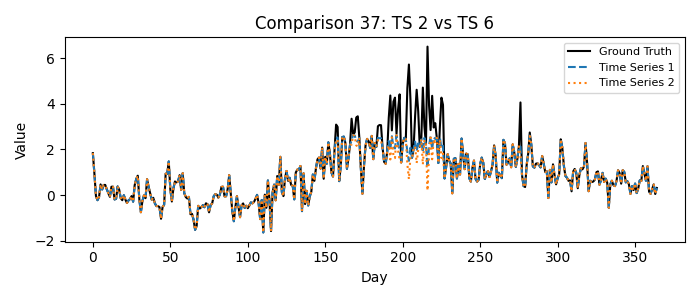 Comparison 37: TS 2 vs TS 6
Ground Truth
Time Series 1
Time Series 2
Value
6
4
2
0
−2
0 50 100 150 200 250 300 350
Day